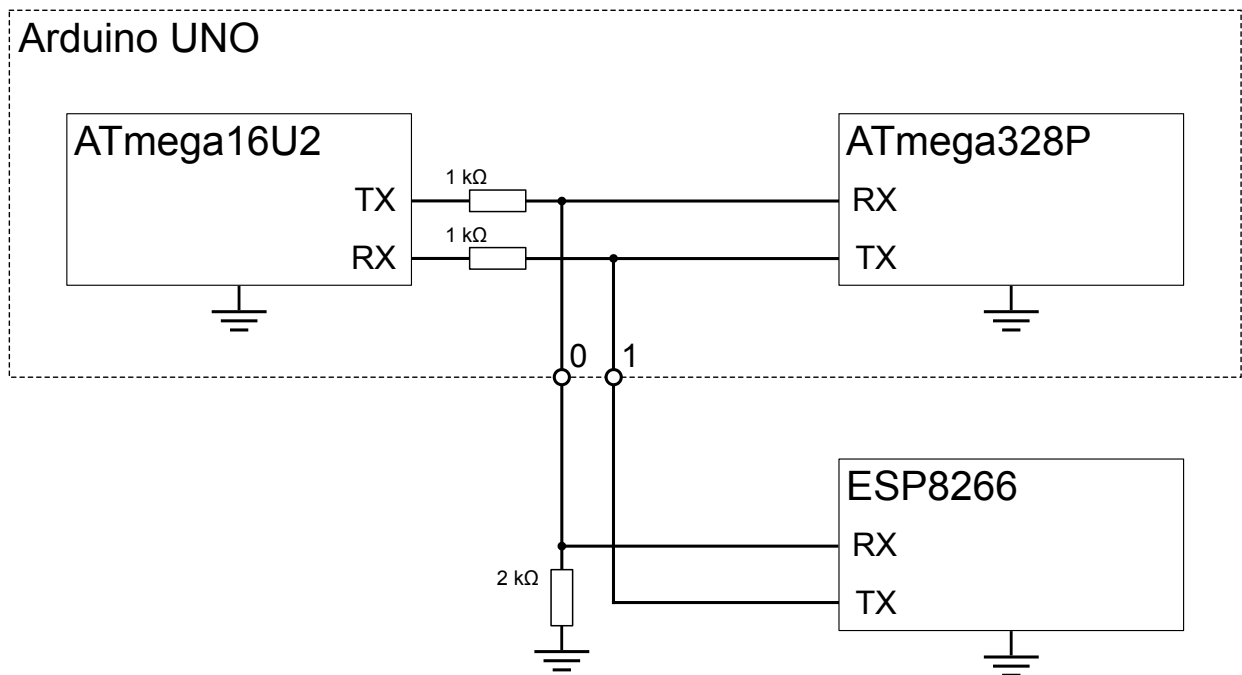 Arduino UNO
ATmega16U2
ATmega328P
1 kΩ
TX
RX
1 kΩ
RX
TX
0
1
ESP8266
RX
2 kΩ
TX